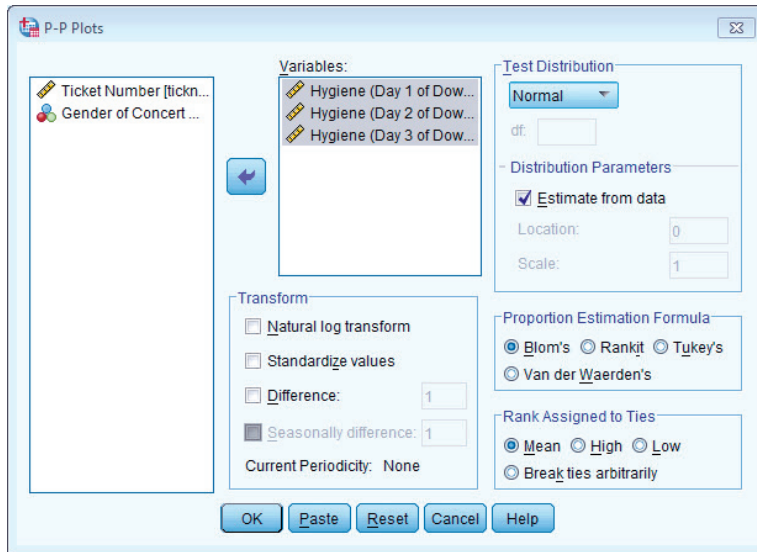 P-P Plots
Ticket Number [tickn...
Gender of Concert ...
Variables:
Hygiene (Day 1 of Dow...
Hygiene (Day 2 of Dow...
Hygiene (Day 3 of Dow...
Transform
Natural log transform
Standardize values
Difference: 1
Seasonally difference: 1
Current Periodicity: None
Test Distribution
Normal
df:
Distribution Parameters
Estimate from data
Location: 0
Scale: 1
Proportion Estimation Formula
Blom's Rankit Tukey's
Van der Waerden's
Rank Assigned to Ties
Mean High Low
Break ties arbitrarily
OK Paste Reset Cancel Help